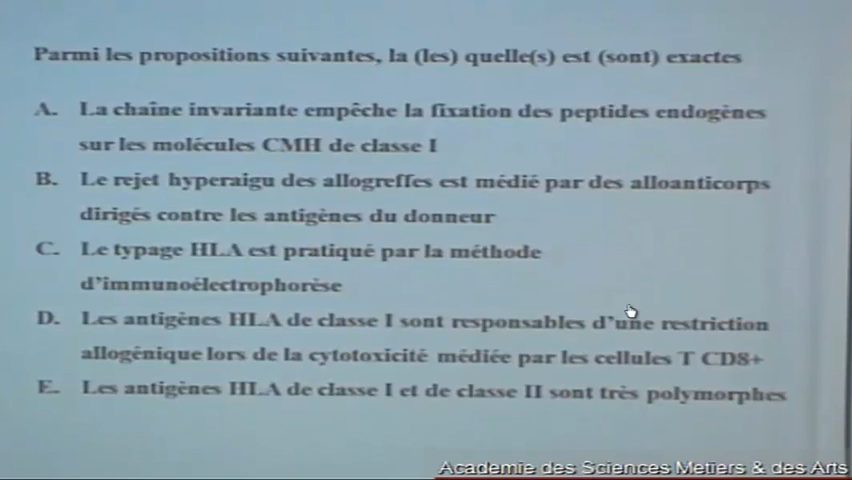 Parmi les propositions suivantes, la (les) quelle(s) est (sont) exactes
A. La chaîne invariante empêche la fixation des peptides endogènes
sur les molécules CMH de classe I
B. Le rejet hyperaigu des allogreffes est médié par des alloanticorps
dirigés contre les antigènes du donneur
C. Le typage HLA est pratiqué par la méthode
d'immunoélectrophorèse
D. Les antigènes HLA de classe I sont responsables d'une restriction
allogénique lors de la cytotoxicité médiée par les cellules T CD8+
E. Les antigènes HLA de classe I et de classe II sont très polymorphes
Academie des Sciences Metiers & des Arts